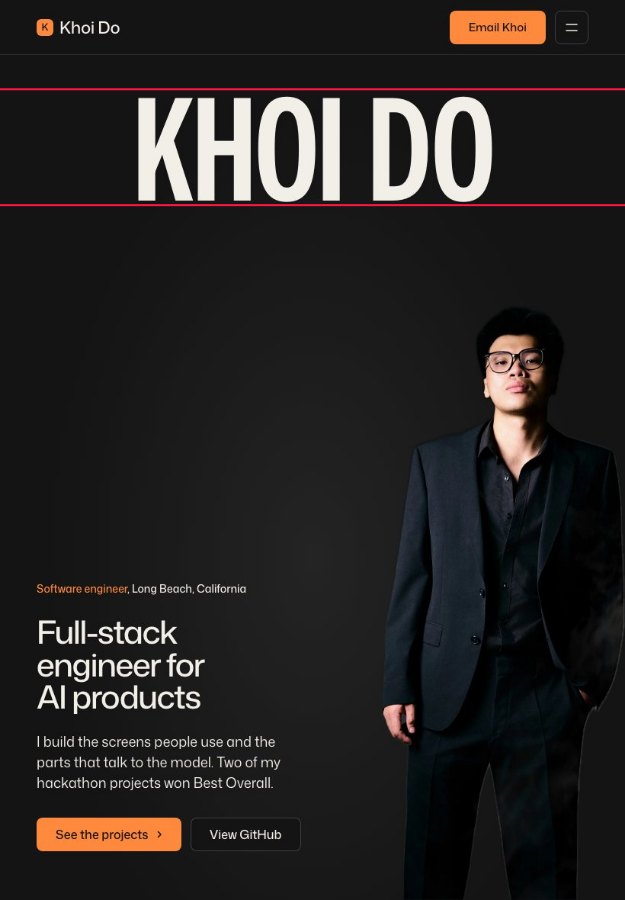 K Khoi Do
Email Khoi
KHOI DO
Software engineer, Long Beach, California
Full-stack
engineer for
AI products
I build the screens people use and the
parts that talk to the model. Two of my
hackathon projects won Best Overall.
See the projects
View GitHub